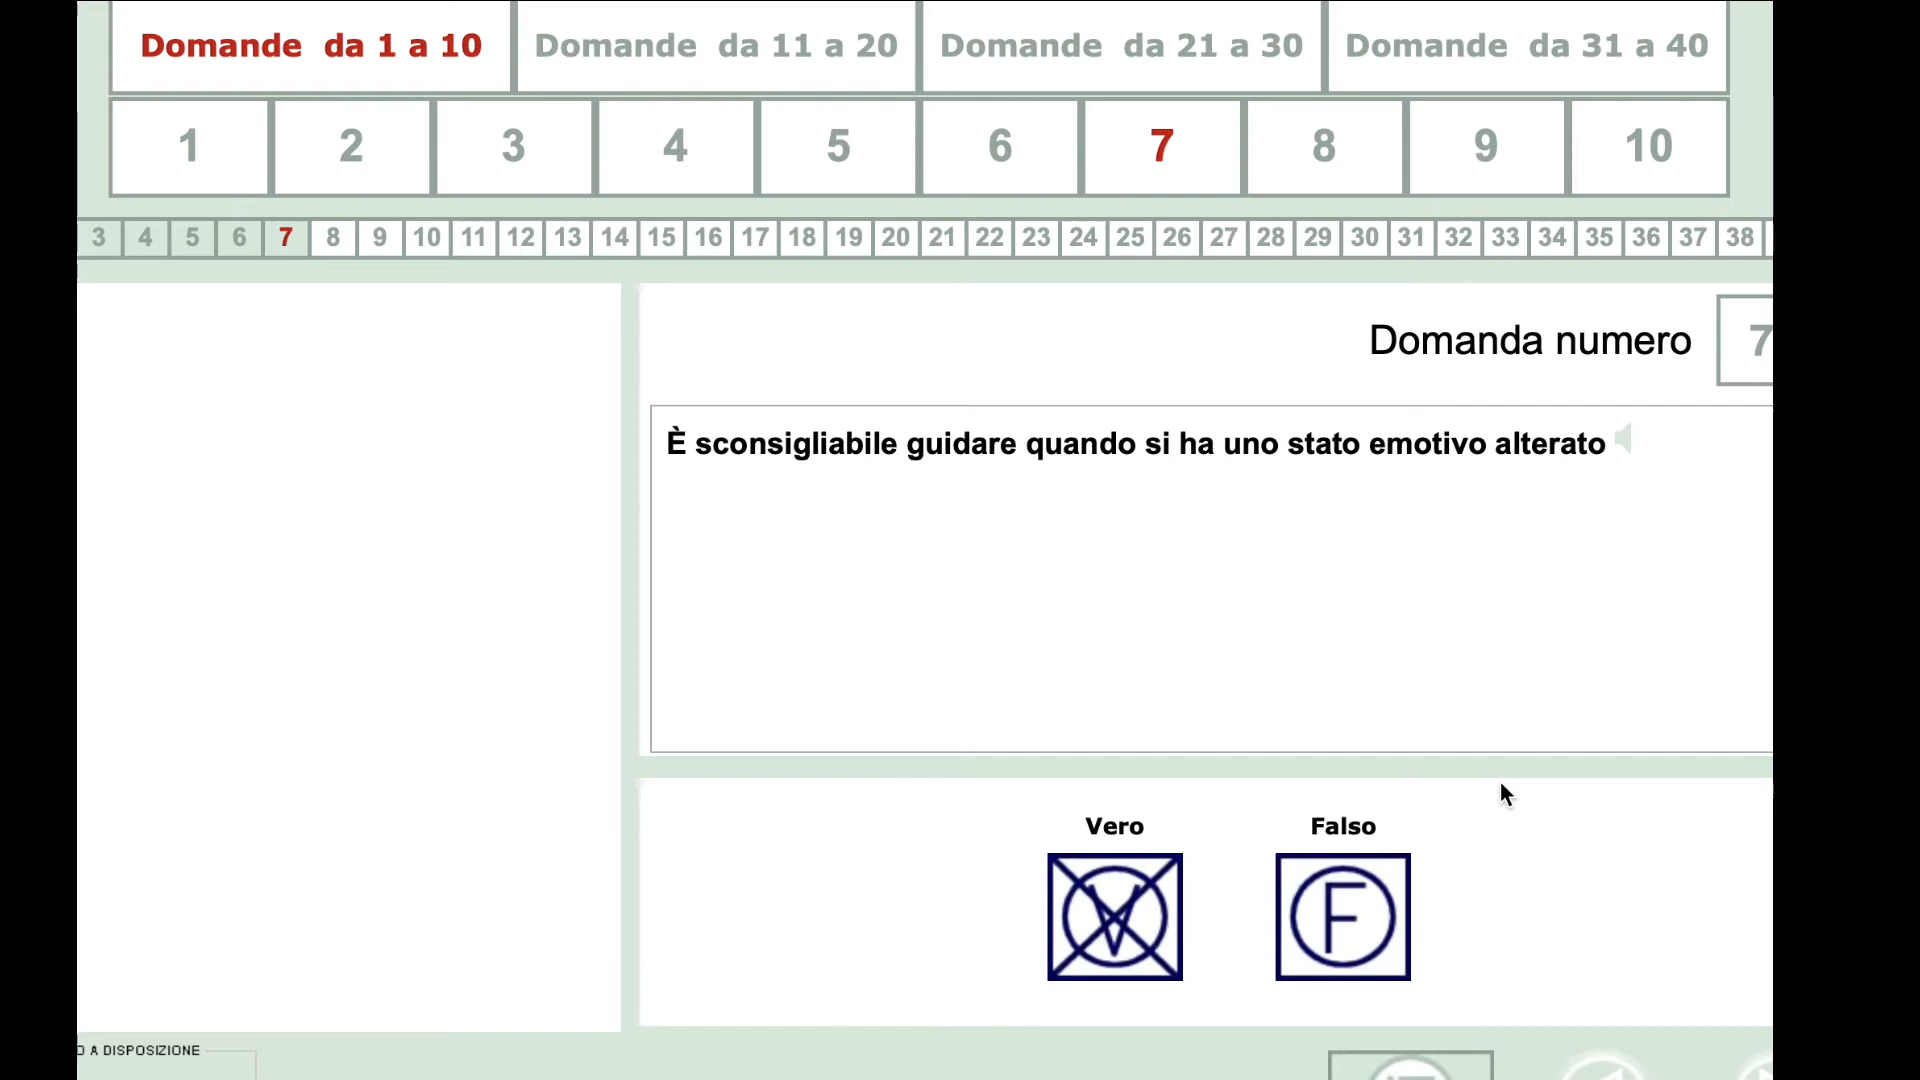 Domande da 1 a 10 Domande da 11 a 20 Domande da 21 a 30 Domande da 31 a 40
1 2 3 4 5 6 7 8 9 10
3 4 5 6 7 8 9 10 11 12 13 14 15 16 17 18 19 20 21 22 23 24 25 26 27 28 29 30 31 32 33 34 35 36 37 38
Domanda numero 7
È sconsigliabile guidare quando si ha uno stato emotivo alterato
Vero Falso
V F
O A DISPOSIZIONE